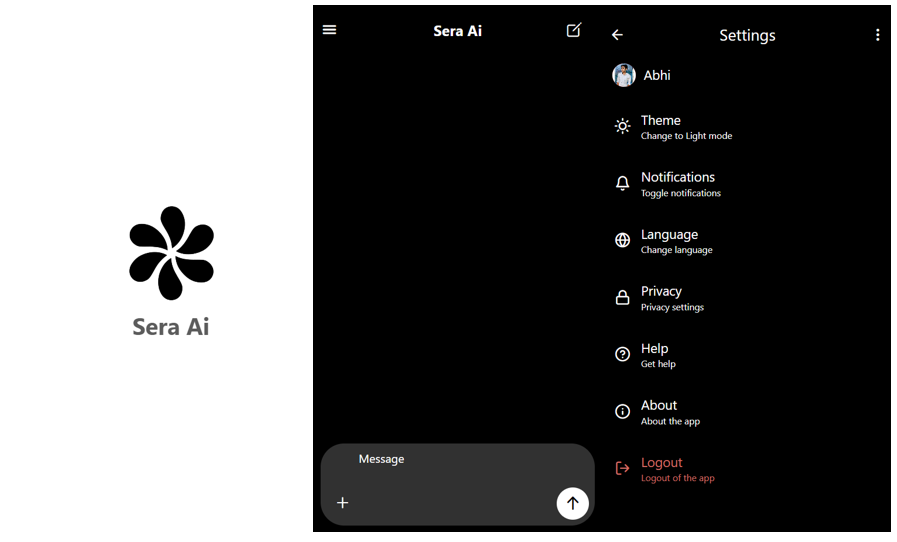 Sera Ai
Sera Ai
Message
Settings
Abhi
Theme
Change to Light mode
Notifications
Toggle notifications
Language
Change language
Privacy
Privacy settings
Help
Get help
About
About the app
Logout
Logout of the app